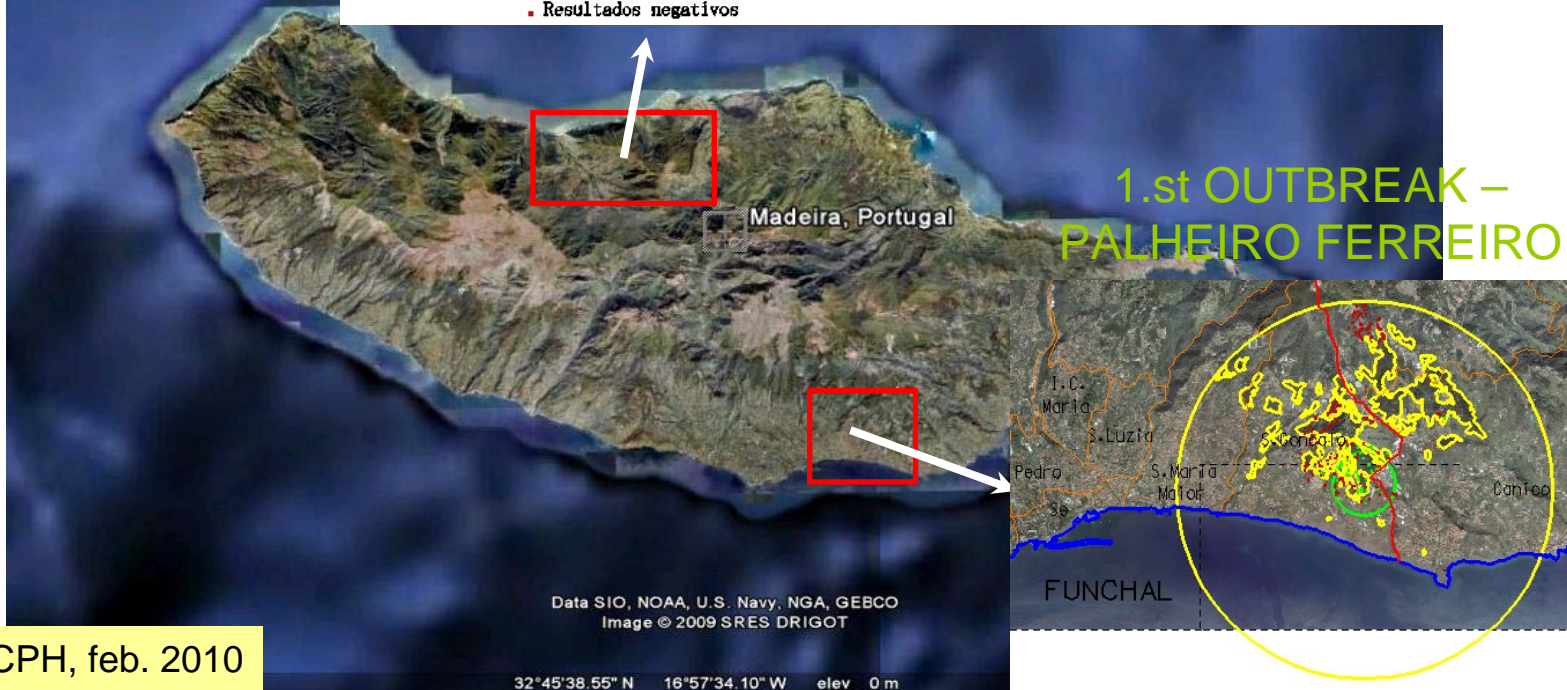 . Resultados negativos
Madeira, Portugal
1.st OUTBREAK –
PALHEIRO FERREIRO
I.C.
Maria
S.Luzia
S.Gonçalo
Pedro
S.Maria
Maior
Se
Canico
FUNCHAL
Data SIO, NOAA, U.S. Navy, NGA, GEBCO
Image © 2009 SRES DRIGOT
CPH, feb. 2010
32°45'38.55" N 16°57'34.10" W elev 0 m